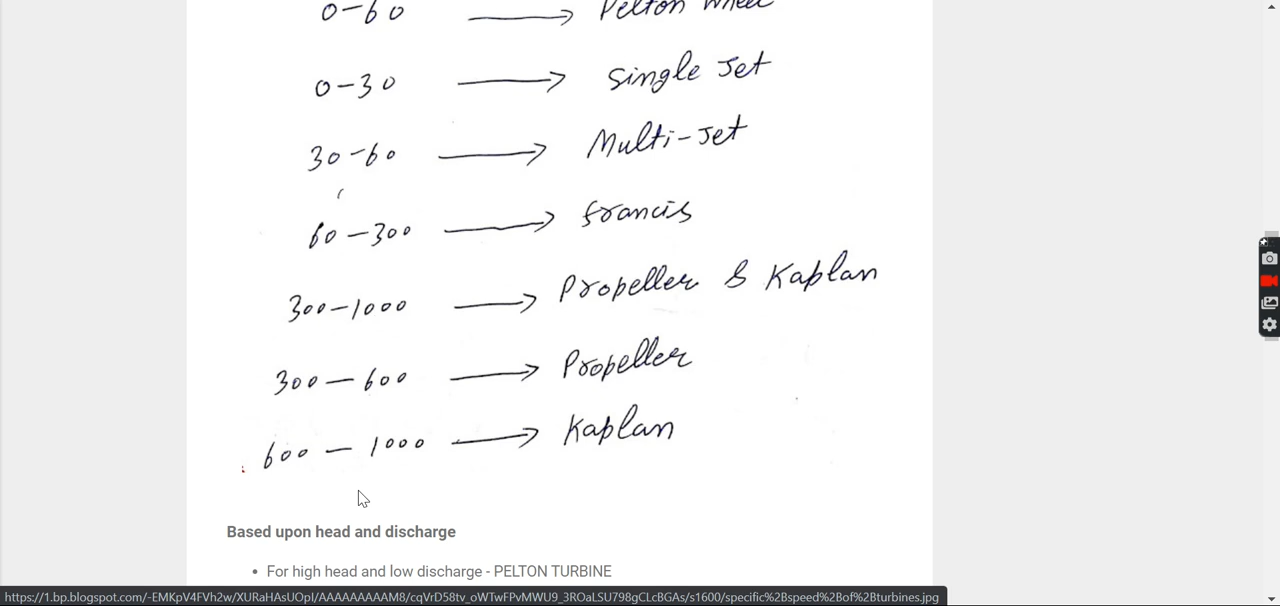 0-60 → Pelton Wheel
0-30 → Single Jet
30-60 → Multi-Jet
60-300 → francis
300-1000 → Propeller & Kaplan
300-600 → Propeller
600-1000 → Kaplan
Based upon head and discharge
• For high head and low discharge - PELTON TURBINE
https://1.bp.blogspot.com/-EMKpV4FVh2w/XURaHAsUOpI/AAAAAAAAAM8/cqVrD58tv_oWTwFPvMWU9_3ROaLSU798gCLcBGAs/s1600/specific%2Bspeed%2Bof%2Bturbines.jpg